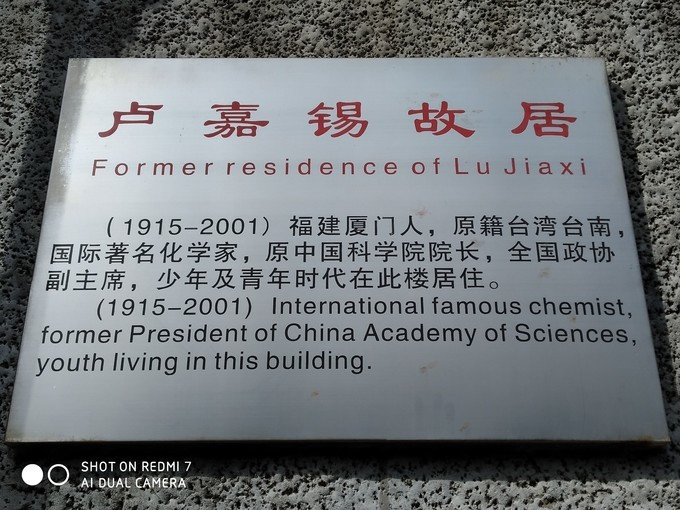 卢嘉锡故居
Former residence of Lu Jiaxi
(1915-2001) 福建厦门人，原籍台湾台南，
国际著名化学家，原中国科学院院长，全国政协
副主席，少年及青年时代在此楼居住。
(1915-2001) International famous chemist,
former President of China Academy of Sciences,
youth living in this building.
SHOT ON REDMI 7
AI DUAL CAMERA